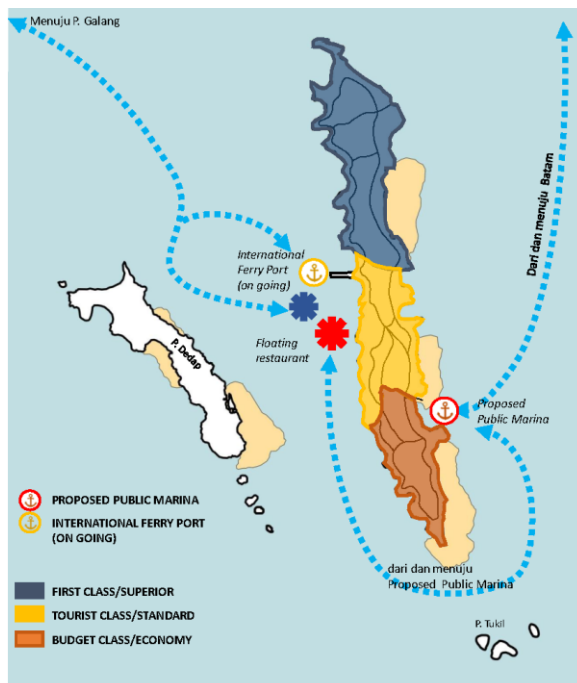 Menuju P. Galang
Dari dan menuju Batam
International
Ferry Port
(on going)
Floating
restaurant
P. Dedap
Proposed
Public Marina
PROPOSED PUBLIC MARINA
INTERNATIONAL FERRY PORT
(ON GOING)
dari dan menuju
Proposed Public Marina
FIRST CLASS/SUPERIOR
TOURIST CLASS/STANDARD
BUDGET CLASS/ECONOMY
P. Tukil